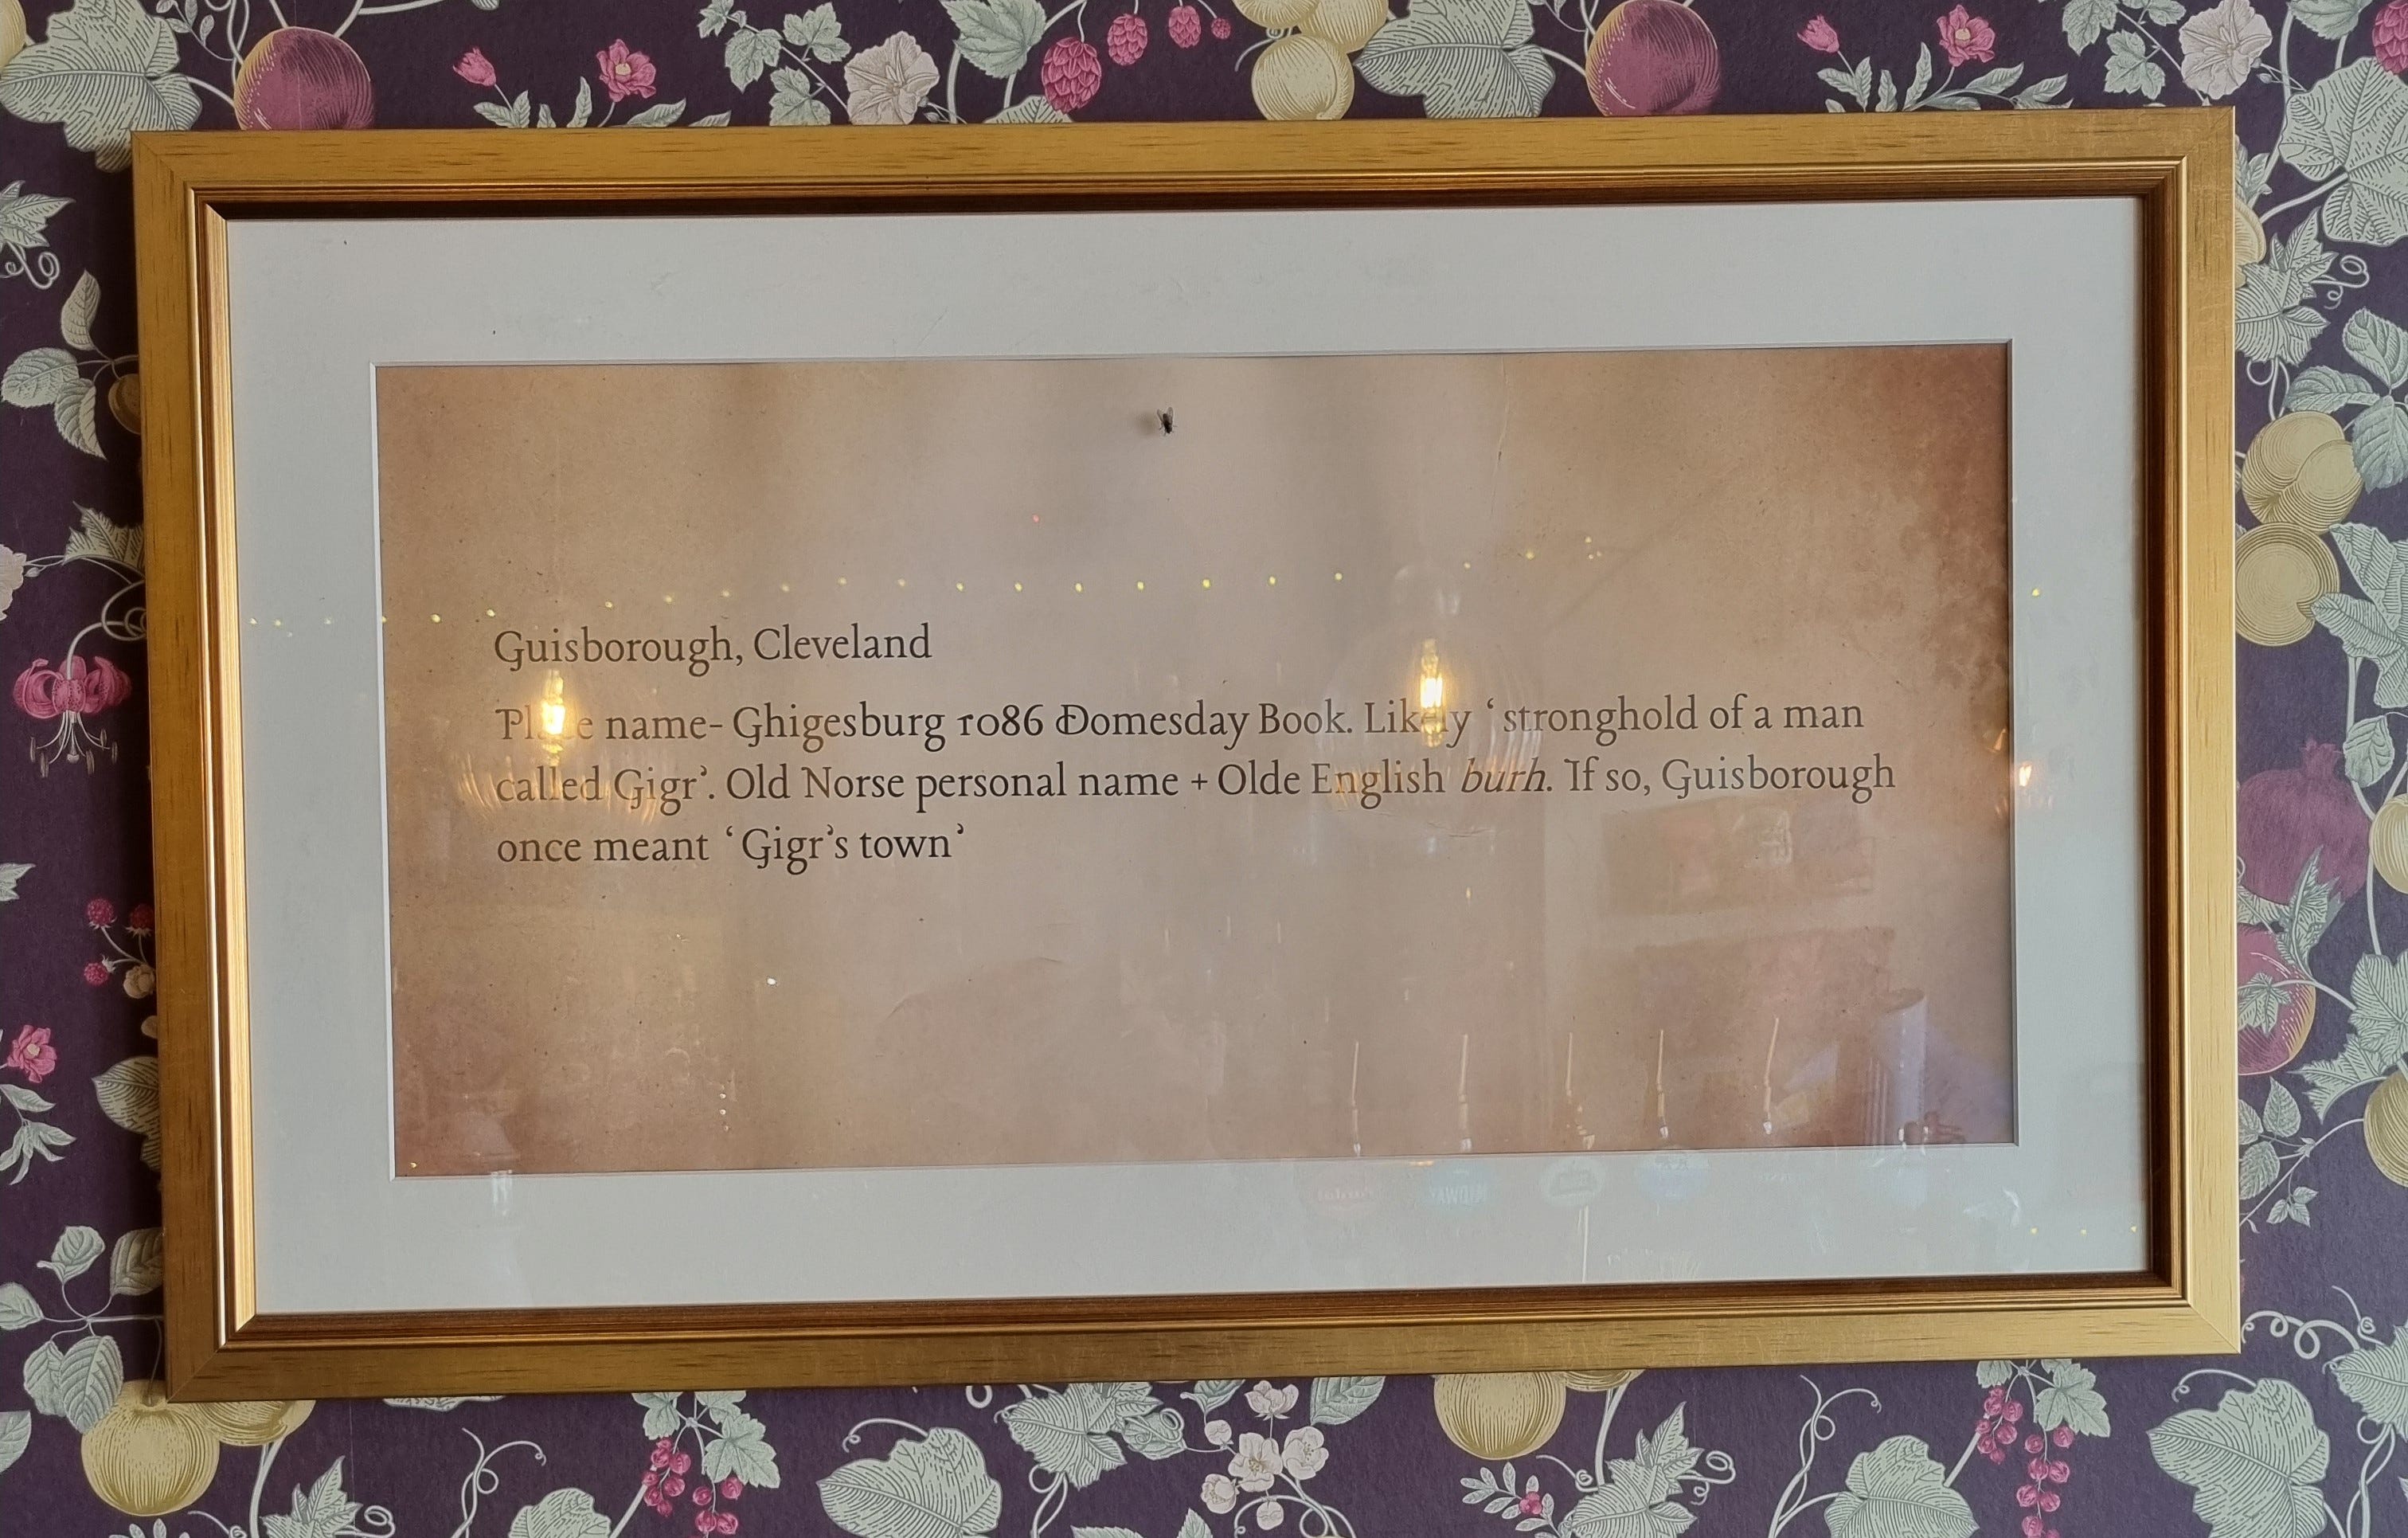 Guisborough, Cleveland
Place name- Ghigesburg 1086 Domesday Book. Likely ‘stronghold of a man
called Gigr’. Old Norse personal name + Olde English burh. If so, Guisborough
once meant ‘Gigr’s town’